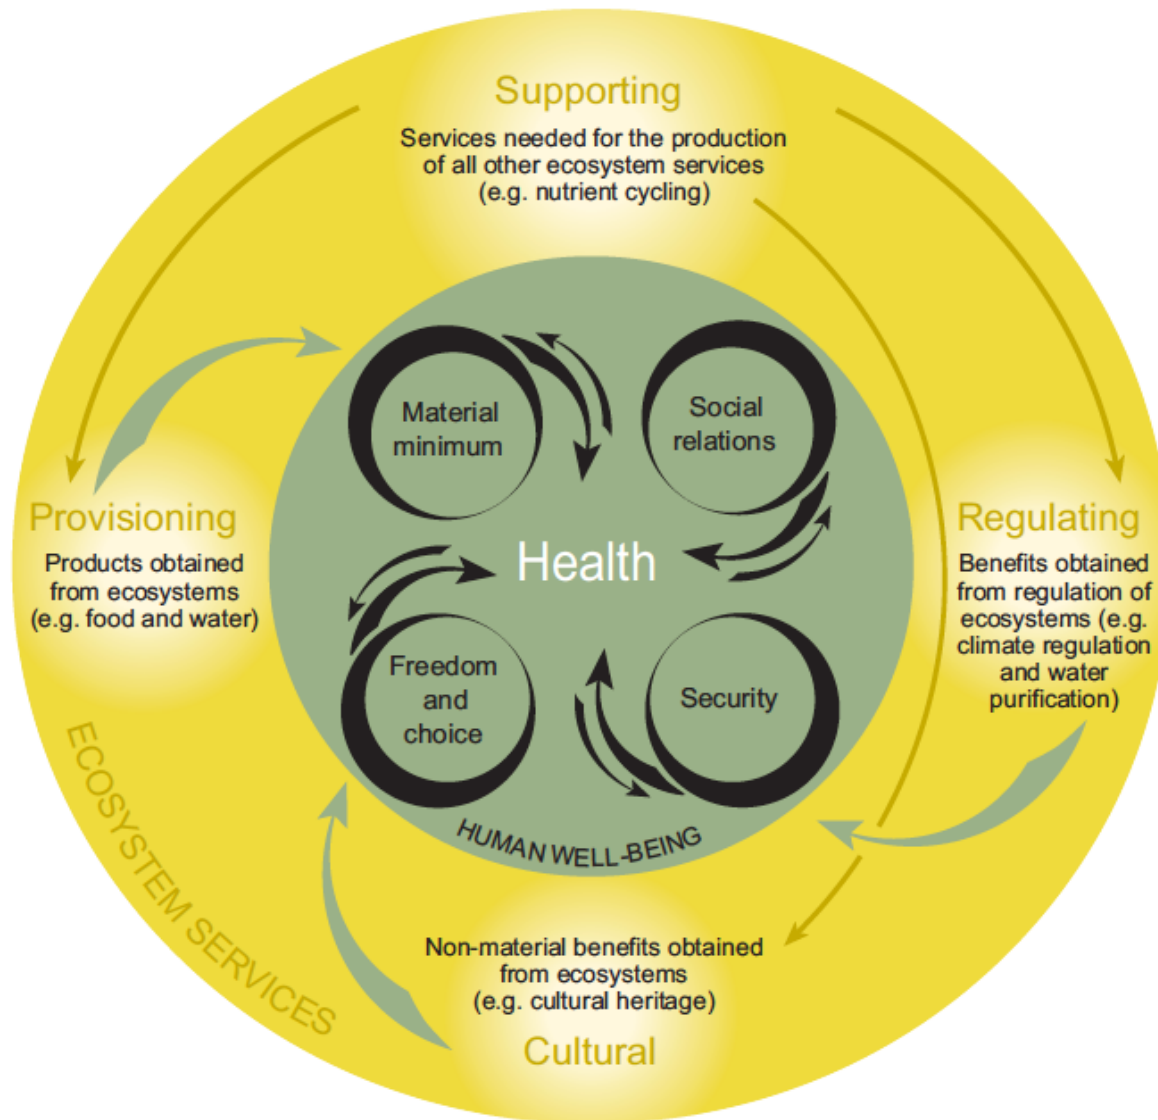 Supporting
Services needed for the production
of all other ecosystem services
(e.g. nutrient cycling)
Material
minimum
Social
relations
Provisioning
Products obtained
from ecosystems
(e.g. food and water)
Health
Regulating
Benefits obtained
from regulation of
ecosystems (e.g.
climate regulation
and water
purification)
Freedom
and
choice
Security
HUMAN WELL-BEING
ECOSYSTEM SERVICES
Non-material benefits obtained
from ecosystems
(e.g. cultural heritage)
Cultural